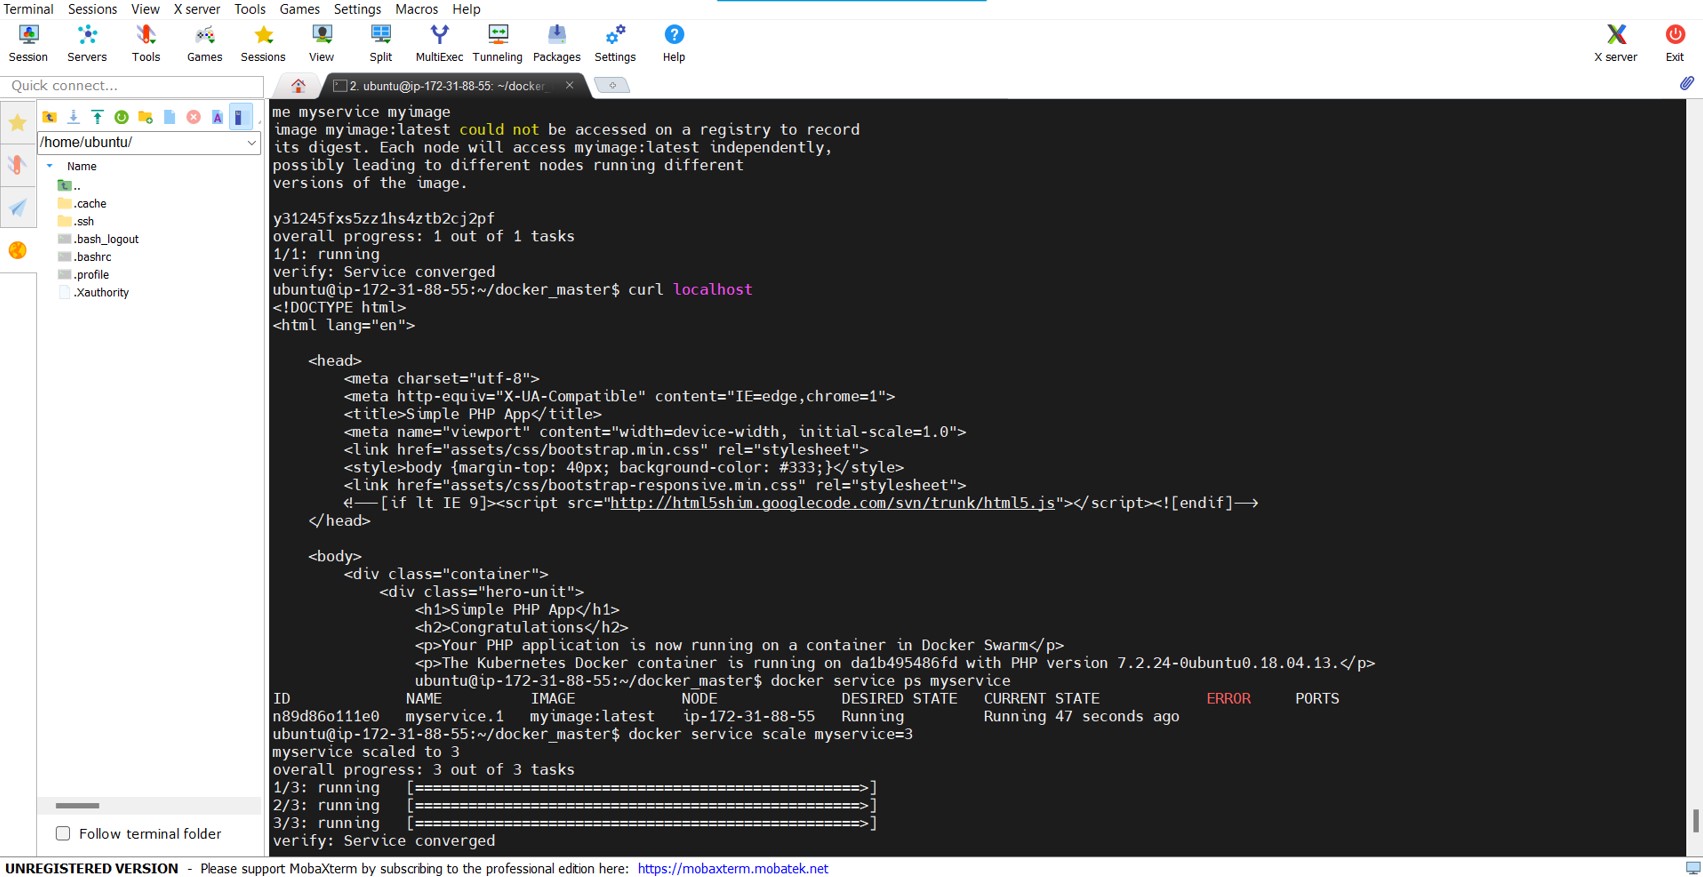 Terminal Sessions View X server Tools Games Settings Macros Help
Session Servers Tools Games Sessions View Split MultiExec Tunneling Packages Settings Help X server Exit
Quick connect...
2. ubuntu@ip-172-31-88-55: ~/docker_
/home/ubuntu/
Name
..
.cache
.ssh
.bash_logout
.bashrc
.profile
.Xauthority
Follow terminal folder
me myservice myimage
image myimage:latest could not be accessed on a registry to record
its digest. Each node will access myimage:latest independently,
possibly leading to different nodes running different
versions of the image.
y31245fxs5zz1hs4ztb2cj2pf
overall progress: 1 out of 1 tasks
1/1: running
verify: Service converged
ubuntu@ip-172-31-88-55:~/docker_master$ curl localhost
<!DOCTYPE html>
<html lang="en">
<head>
<meta charset="utf-8">
<meta http-equiv="X-UA-Compatible" content="IE=edge,chrome=1">
<title>Simple PHP App</title>
<meta name="viewport" content="width=device-width, initial-scale=1.0">
<link href="assets/css/bootstrap.min.css" rel="stylesheet">
<style>body {margin-top: 40px; background-color: #333;}</style>
<link href="assets/css/bootstrap-responsive.min.css" rel="stylesheet">
<!--[if lt IE 9]><script src="http://html5shim.googlecode.com/svn/trunk/html5.js"></script><![endif]-->
</head>
<body>
<div class="container">
<div class="hero-unit">
<h1>Simple PHP App</h1>
<h2>Congratulations</h2>
<p>Your PHP application is now running on a container in Docker Swarm</p>
<p>The Kubernetes Docker container is running on da1b495486fd with PHP version 7.2.24-0ubuntu0.18.04.13.</p>
ubuntu@ip-172-31-88-55:~/docker_master$ docker service ps myservice
ID NAME IMAGE NODE DESIRED STATE CURRENT STATE ERROR PORTS
n89d86o111e0 myservice.1 myimage:latest ip-172-31-88-55 Running Running 47 seconds ago
ubuntu@ip-172-31-88-55:~/docker_master$ docker service scale myservice=3
myservice scaled to 3
overall progress: 3 out of 3 tasks
1/3: running [==================================================>]
2/3: running [==================================================>]
3/3: running [==================================================>]
verify: Service converged
UNREGISTERED VERSION - Please support MobaXterm by subscribing to the professional edition here: https://mobaxterm.mobatek.net